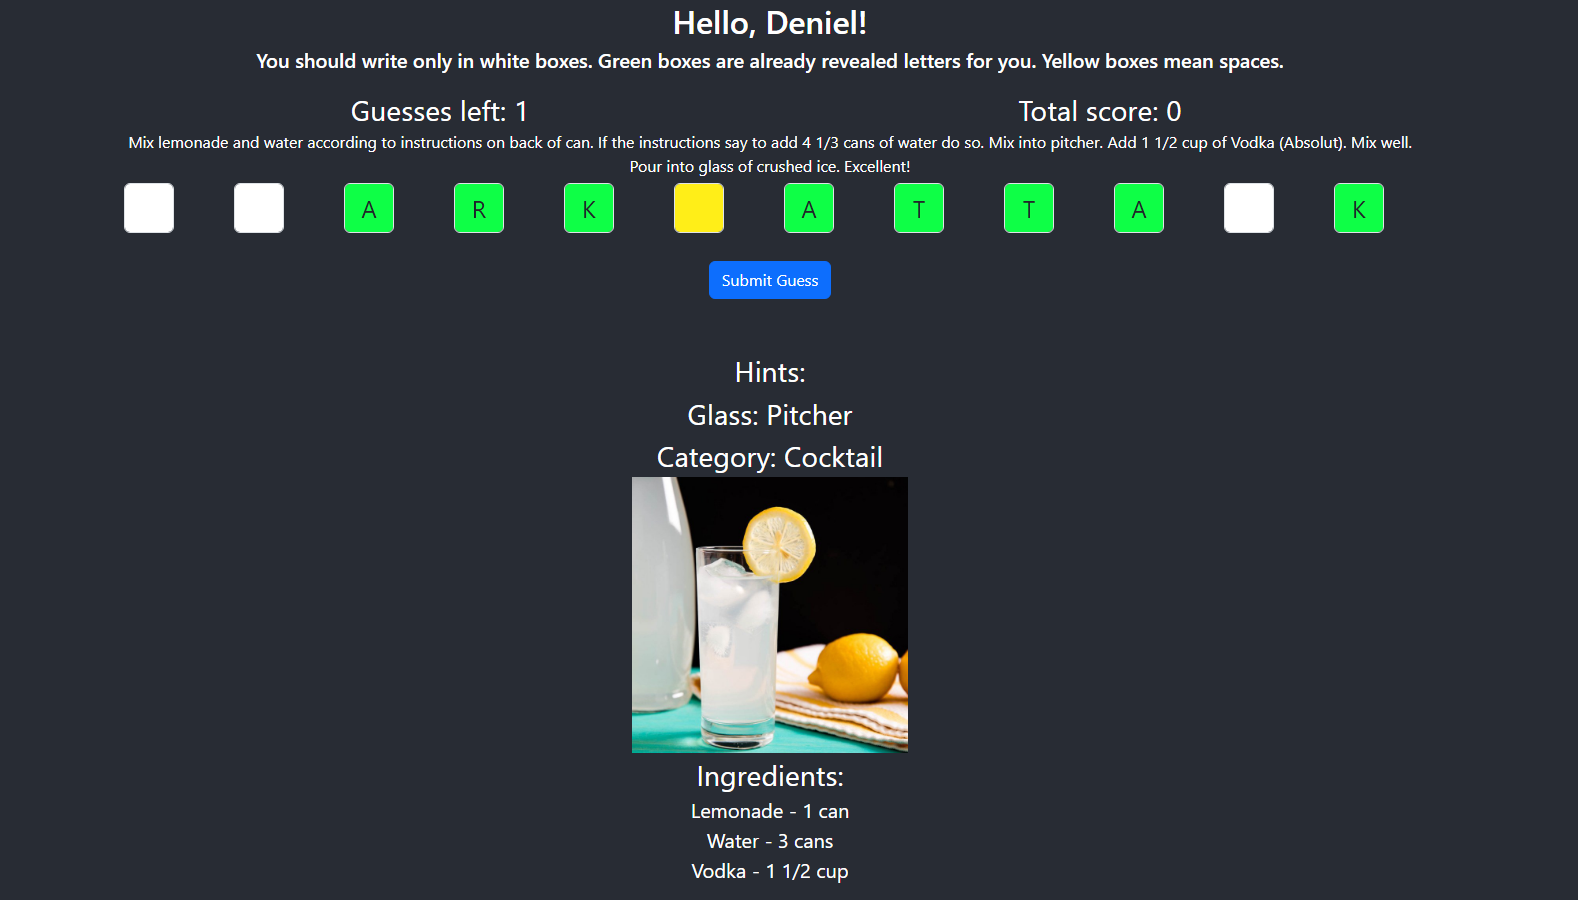 Hello, Deniel!
You should write only in white boxes. Green boxes are already revealed letters for you. Yellow boxes mean spaces.
Guesses left: 1
Total score: 0
Mix lemonade and water according to instructions on back of can. If the instructions say to add 4 1/3 cans of water do so. Mix into pitcher. Add 1 1/2 cup of Vodka (Absolut). Mix well.
Pour into glass of crushed ice. Excellent!
A R K A T T A K
Submit Guess
Hints:
Glass: Pitcher
Category: Cocktail
Ingredients:
Lemonade - 1 can
Water - 3 cans
Vodka - 1 1/2 cup